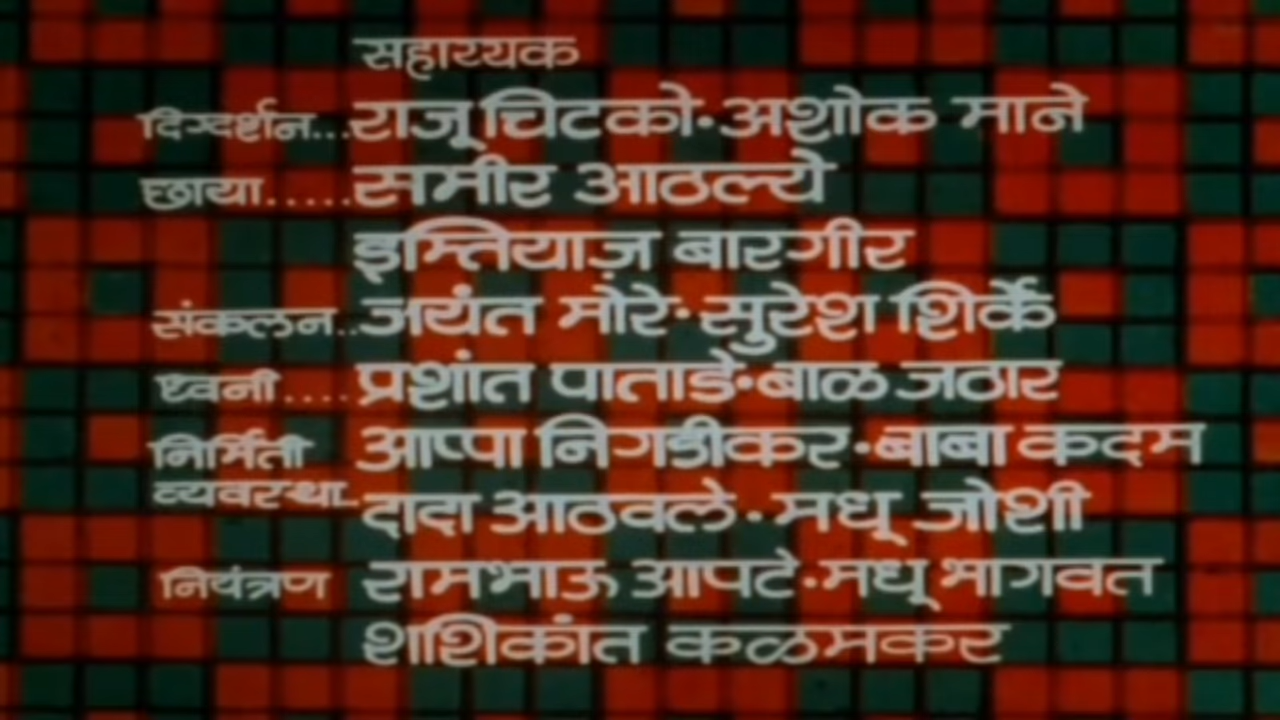 सहाय्यक
दिग्दर्शन...राजू चिटको·अशोक माने
छाया.....समीर आठल्ये
इम्तियाज़ बारगीर
संकलन..जयंत मोरे·सुरेश शिर्के
ध्वनी....प्रशांत पाताडे·बाळ जठार
निर्मिती आप्पा निगडीकर·बाबा कदम
व्यवस्था..दादा आठवले·मधू जोशी
नियंत्रण रामभाऊ आपटे·मधू भागवत
शशिकांत कळमकर